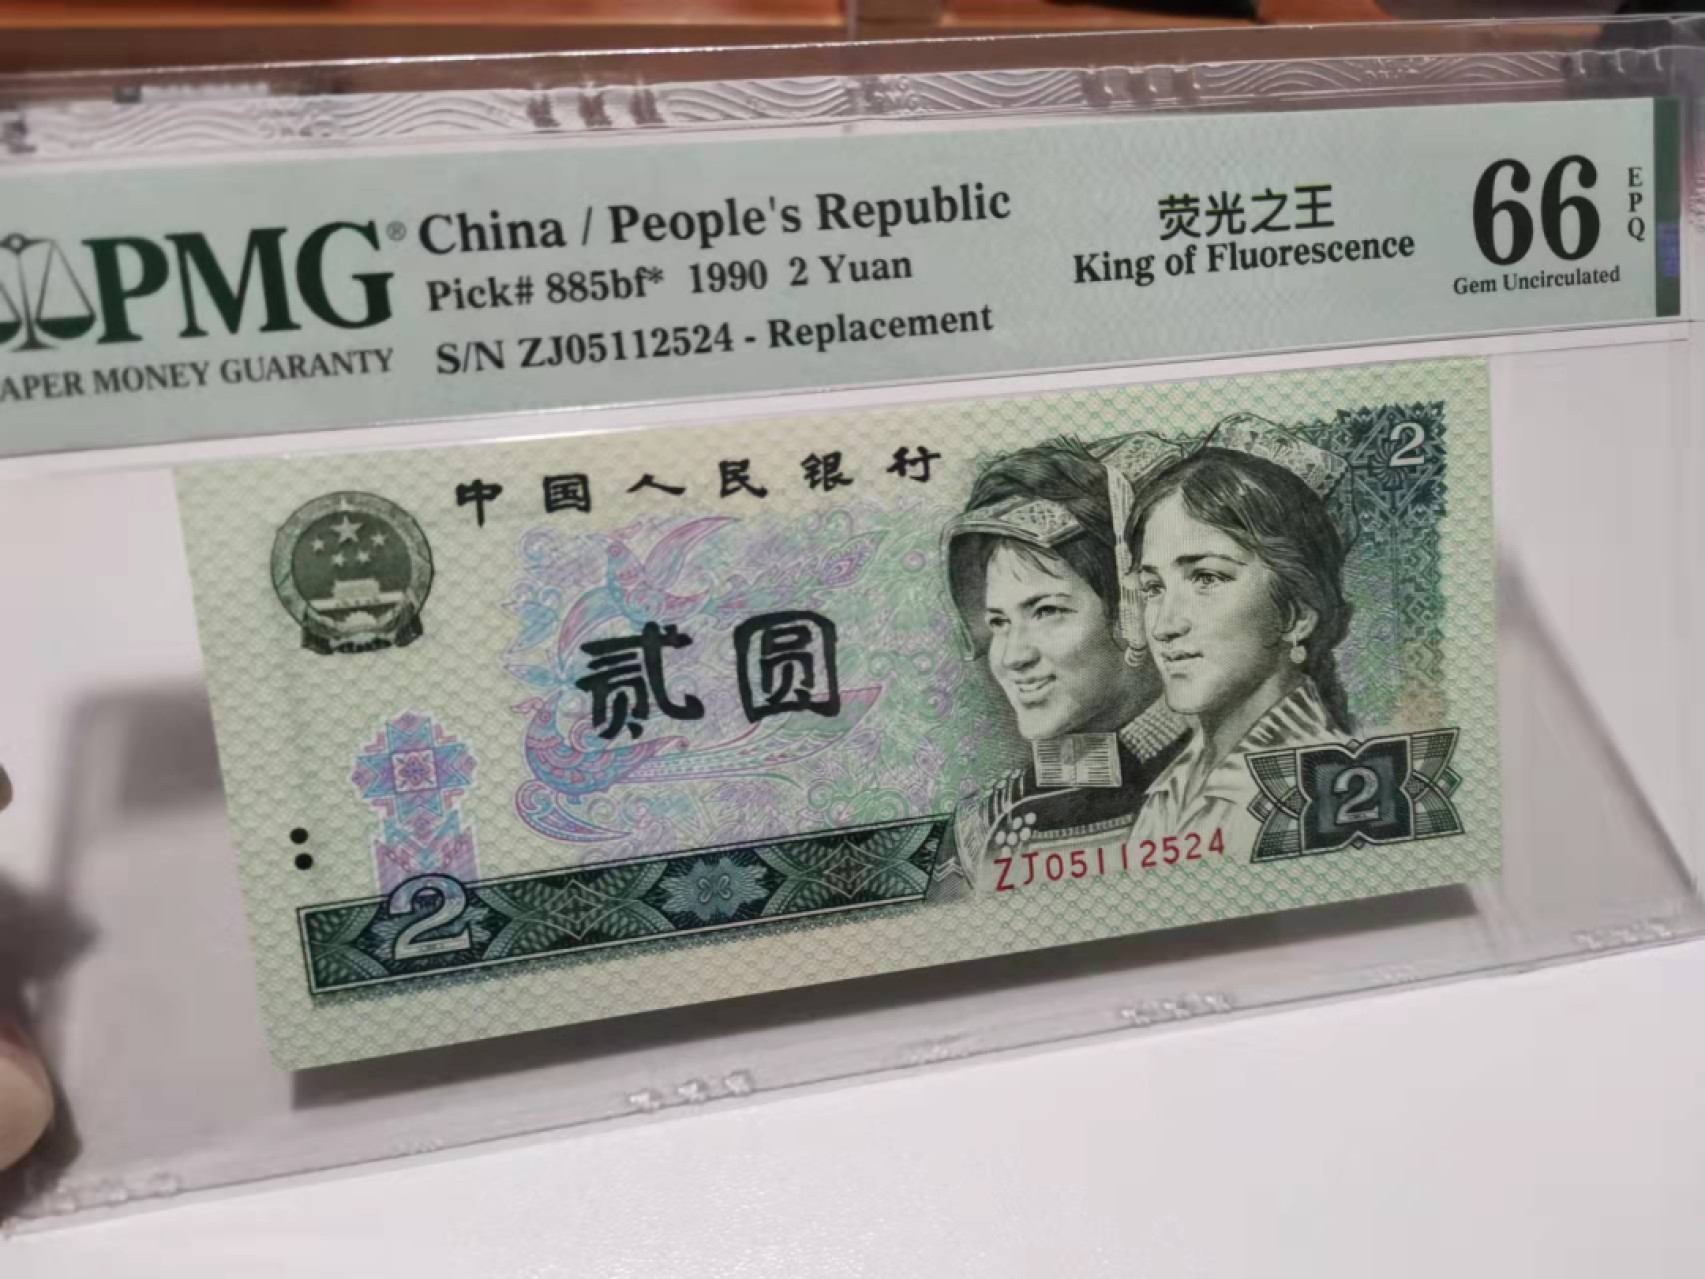 PMG®
APER MONEY GUARANTY
China / People's Republic
Pick# 885bf* 1990 2 Yuan
S/N ZJ05112524 - Replacement
荧光之王
King of Fluorescence
66
EPQ
Gem Uncirculated
中国人民银行
2
贰圆
2
ZJ05112524
2